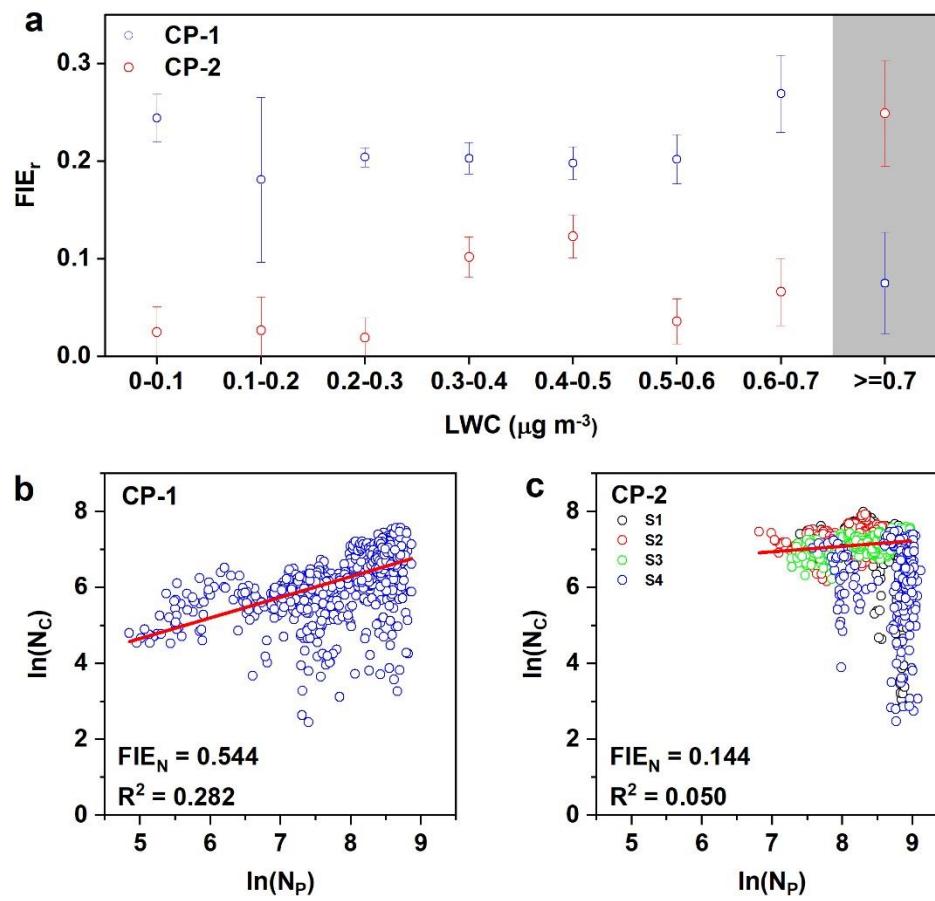 a
CP-1
CP-2
0.3
0.2
0.1
0.0
FIEr
0-0.1 0.1-0.2 0.2-0.3 0.3-0.4 0.4-0.5 0.5-0.6 0.6-0.7 >=0.7
LWC (μg m-3)
b
CP-1
8
6
4
2
0
ln(NC)
FIEN = 0.544
R2 = 0.282
5 6 7 8 9
ln(NP)
c
CP-2
S1
S2
S3
S4
8
6
4
2
0
ln(NC)
FIEN = 0.144
R2 = 0.050
5 6 7 8 9
ln(NP)